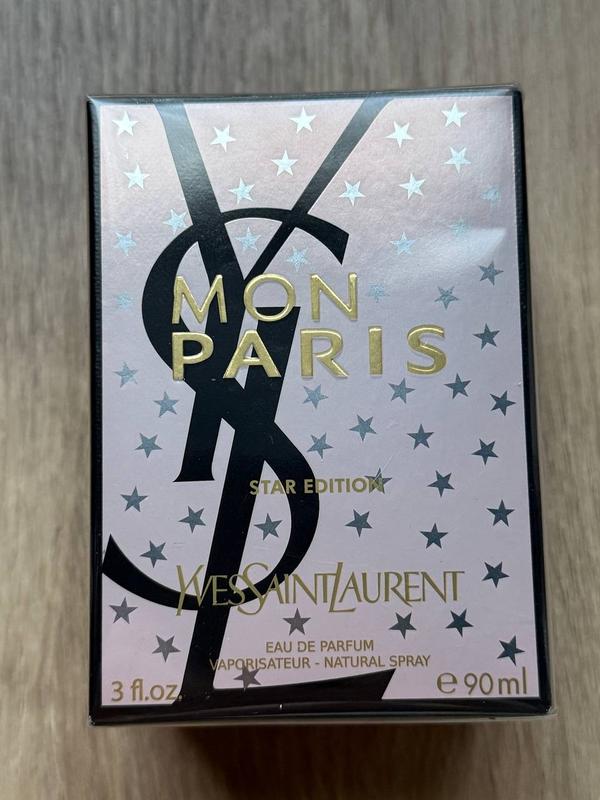 MON
PARIS
STAR EDITION
YVESSAINTLAURENT
EAU DE PARFUM
VAPORISATEUR - NATURAL SPRAY
3 fl.oz. ℮ 90 ml